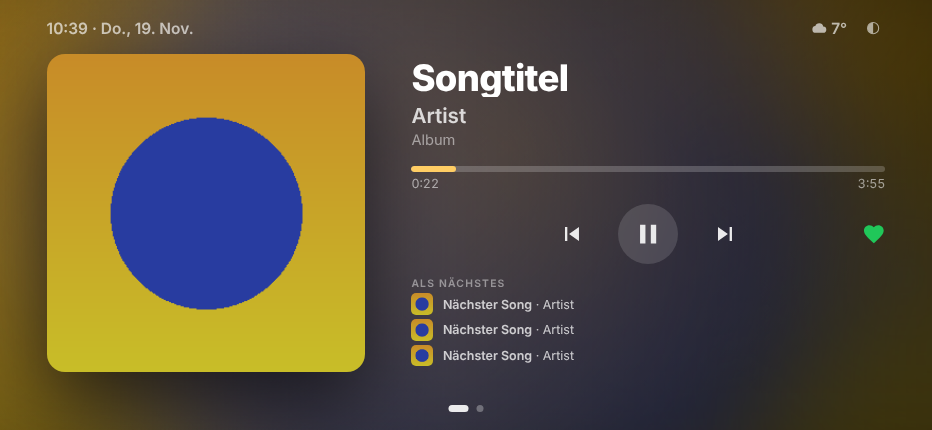 10:39 · Do., 19. Nov.
7°
Songtitel
Artist
Album
0:22
3:55
ALS NÄCHSTES
Nächster Song · Artist
Nächster Song · Artist
Nächster Song · Artist